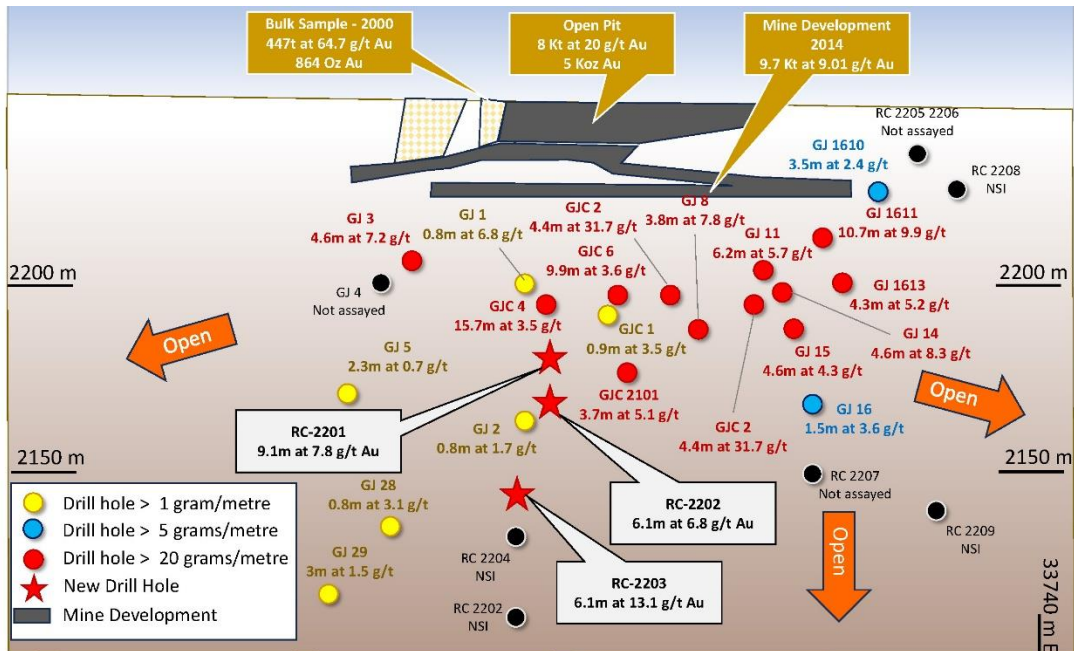 Bulk Sample - 2000
447t at 64.7 g/t Au
864 Oz Au
Open Pit
8 Kt at 20 g/t Au
5 Koz Au
Mine Development
2014
9.7 Kt at 9.01 g/t Au
RC 2205 2206
Not assayed
GJ 1610
3.5m at 2.4 g/t
RC 2208
NSI
GJ 3
4.6m at 7.2 g/t
GJ 1
0.8m at 6.8 g/t
GJC 2
4.4m at 31.7 g/t
GJ 8
3.8m at 7.8 g/t
GJ 1611
10.7m at 9.9 g/t
GJ 11
6.2m at 5.7 g/t
GJC 6
9.9m at 3.6 g/t
2200 m
2200 m
GJ 4
Not assayed
GJC 4
15.7m at 3.5 g/t
GJC 1
0.9m at 3.5 g/t
GJ 1613
4.3m at 5.2 g/t
GJ 14
4.6m at 8.3 g/t
GJ 15
4.6m at 4.3 g/t
Open
GJ 5
2.3m at 0.7 g/t
GJC 2101
3.7m at 5.1 g/t
Open
GJ 16
1.5m at 3.6 g/t
RC-2201
9.1m at 7.8 g/t Au
GJ 2
0.8m at 1.7 g/t
GJC 2
4.4m at 31.7 g/t
2150 m
2150 m
RC 2207
Not assayed
GJ 28
0.8m at 3.1 g/t
RC-2202
6.1m at 6.8 g/t Au
RC 2209
NSI
Open
GJ 29
3m at 1.5 g/t
RC 2204
NSI
RC-2203
6.1m at 13.1 g/t Au
RC 2202
NSI
33740 m E
Drill hole > 1 gram/metre
Drill hole > 5 grams/metre
Drill hole > 20 grams/metre
New Drill Hole
Mine Development